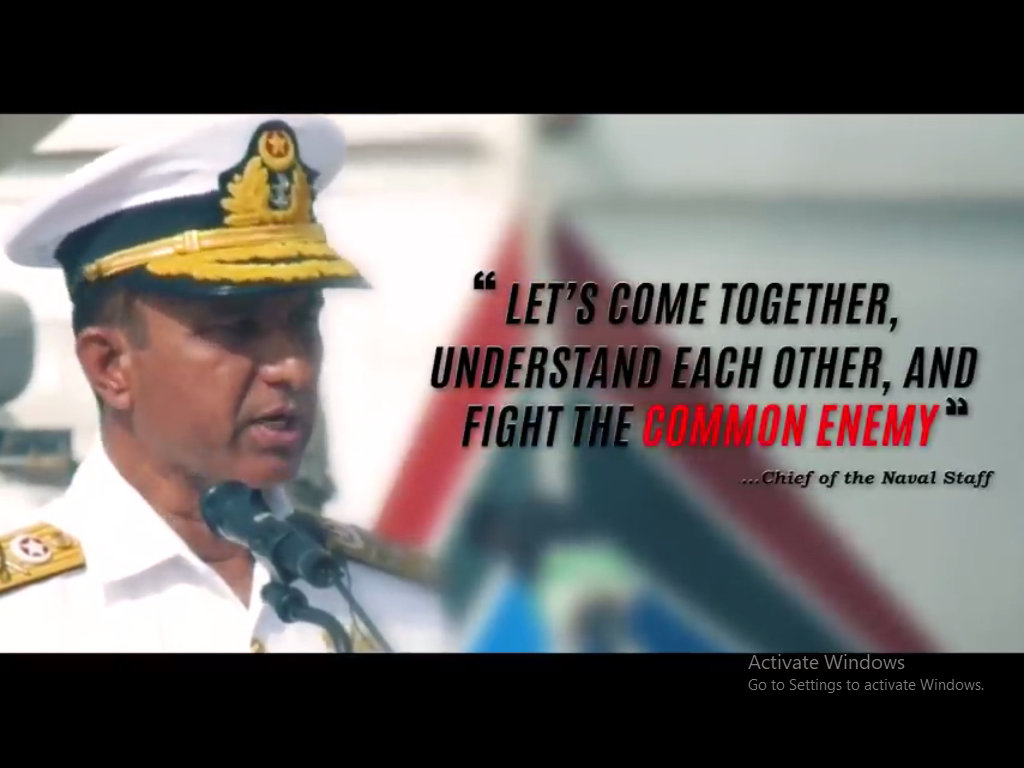 “ LET’S COME TOGETHER,
UNDERSTAND EACH OTHER, AND
FIGHT THE COMMON ENEMY ”
...Chief of the Naval Staff
Activate Windows
Go to Settings to activate Windows.